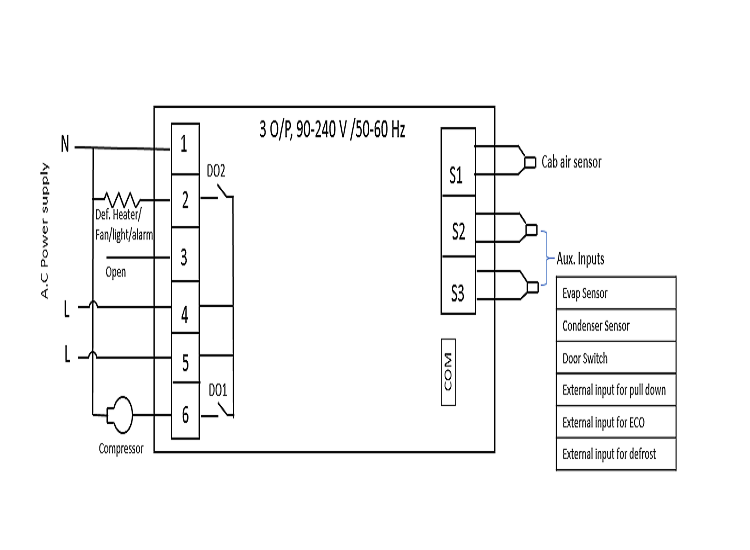 3 O/P, 90-240 V /50-60 Hz
A.C Power supply
N
L
L
Def. Heater/
Fan/light/alarm
Open
Compressor
1
2
3
4
5
6
DO2
DO1
S1
S2
S3
COM
Cab air sensor
Aux. Inputs
Evap Sensor
Condenser Sensor
Door Switch
External input for pull down
External input for ECO
External input for defrost